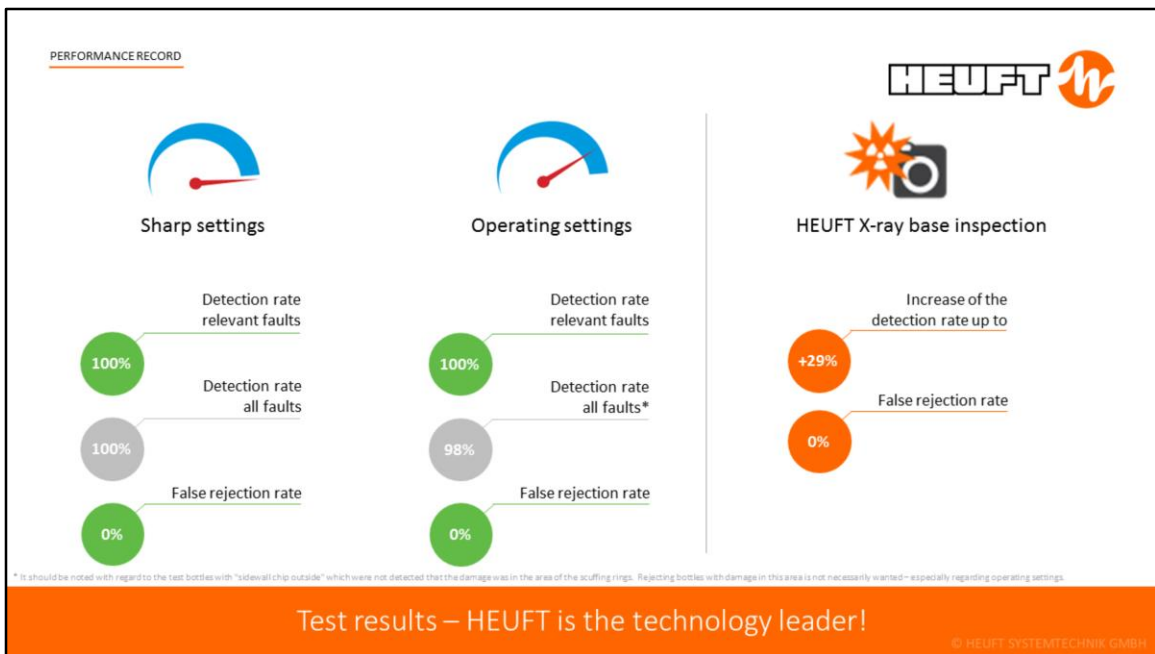 PERFORMANCE RECORD
HEUFT
Sharp settings
Detection rate
relevant faults
100%
Detection rate
all faults
100%
False rejection rate
0%
Operating settings
Detection rate
relevant faults
100%
Detection rate
all faults*
98%
False rejection rate
0%
HEUFT X-ray base inspection
Increase of the
detection rate up to
+29%
False rejection rate
0%
* It should be noted with regard to the test bottles with "sidewall chip outside" which were not detected that the damage was in the area of the scuffing rings. Rejecting bottles with damage in this area is not necessarily wanted – especially regarding operating settings.
Test results – HEUFT is the technology leader!
© HEUFT SYSTEMTECHNIK GMBH